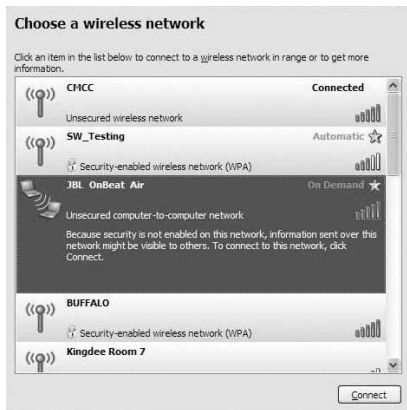 Choose a wireless network
Click an item in the list below to connect to a wireless network in range or to get more
information.
CMCC Connected
Unsecured wireless network
SW_Testing Automatic
Security-enabled wireless network (WPA)
JBL OnBeat Air On Demand
Unsecured computer-to-computer network
Because security is not enabled on this network, information sent over this
network might be visible to others. To connect to this network, click
Connect.
BUFFALO
Security-enabled wireless network (WPA)
Kingdee Room 7
Connect